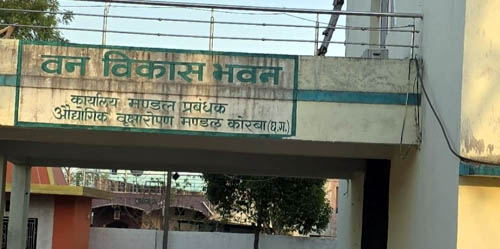 वन विकास भवन
कार्यालय मण्डल प्रबंधक
औद्योगिक वृक्षारोपण मण्डल कोरबा(छ.ग.)